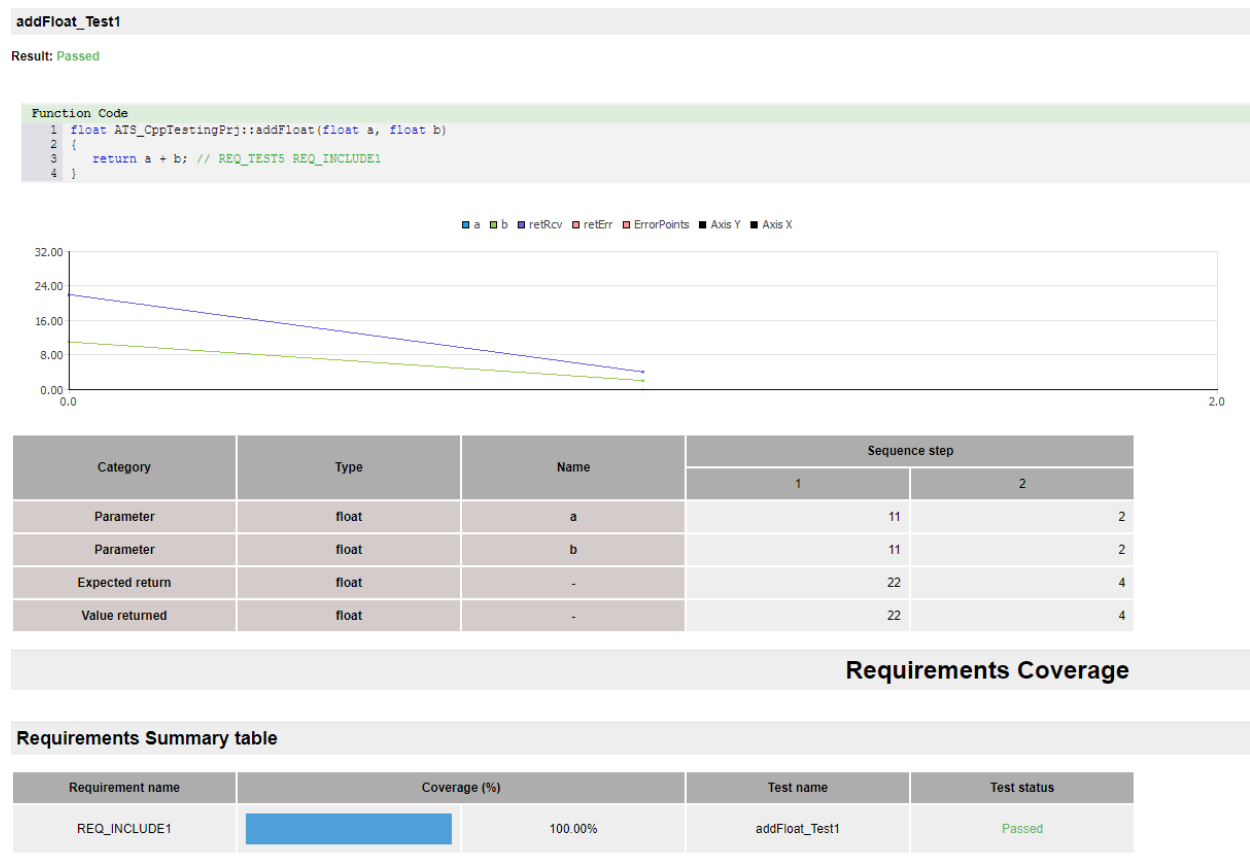 addFloat_Test1
Result: Passed
Function Code
1 float ATS_CppTestingPrj::addFloat(float a, float b)
2 {
3 return a + b; // REQ_TEST5 REQ_INCLUDE1
4 }
a b retRcv retErr ErrorPoints Axis Y Axis X
32.00
24.00
16.00
8.00
0.00
0.0 2.0
Category Type Name Sequence step
1 2
Parameter float a 11 2
Parameter float b 11 2
Expected return float - 22 4
Value returned float - 22 4
Requirements Coverage
Requirements Summary table
Requirement name Coverage (%) Test name Test status
REQ_INCLUDE1 100.00% addFloat_Test1 Passed